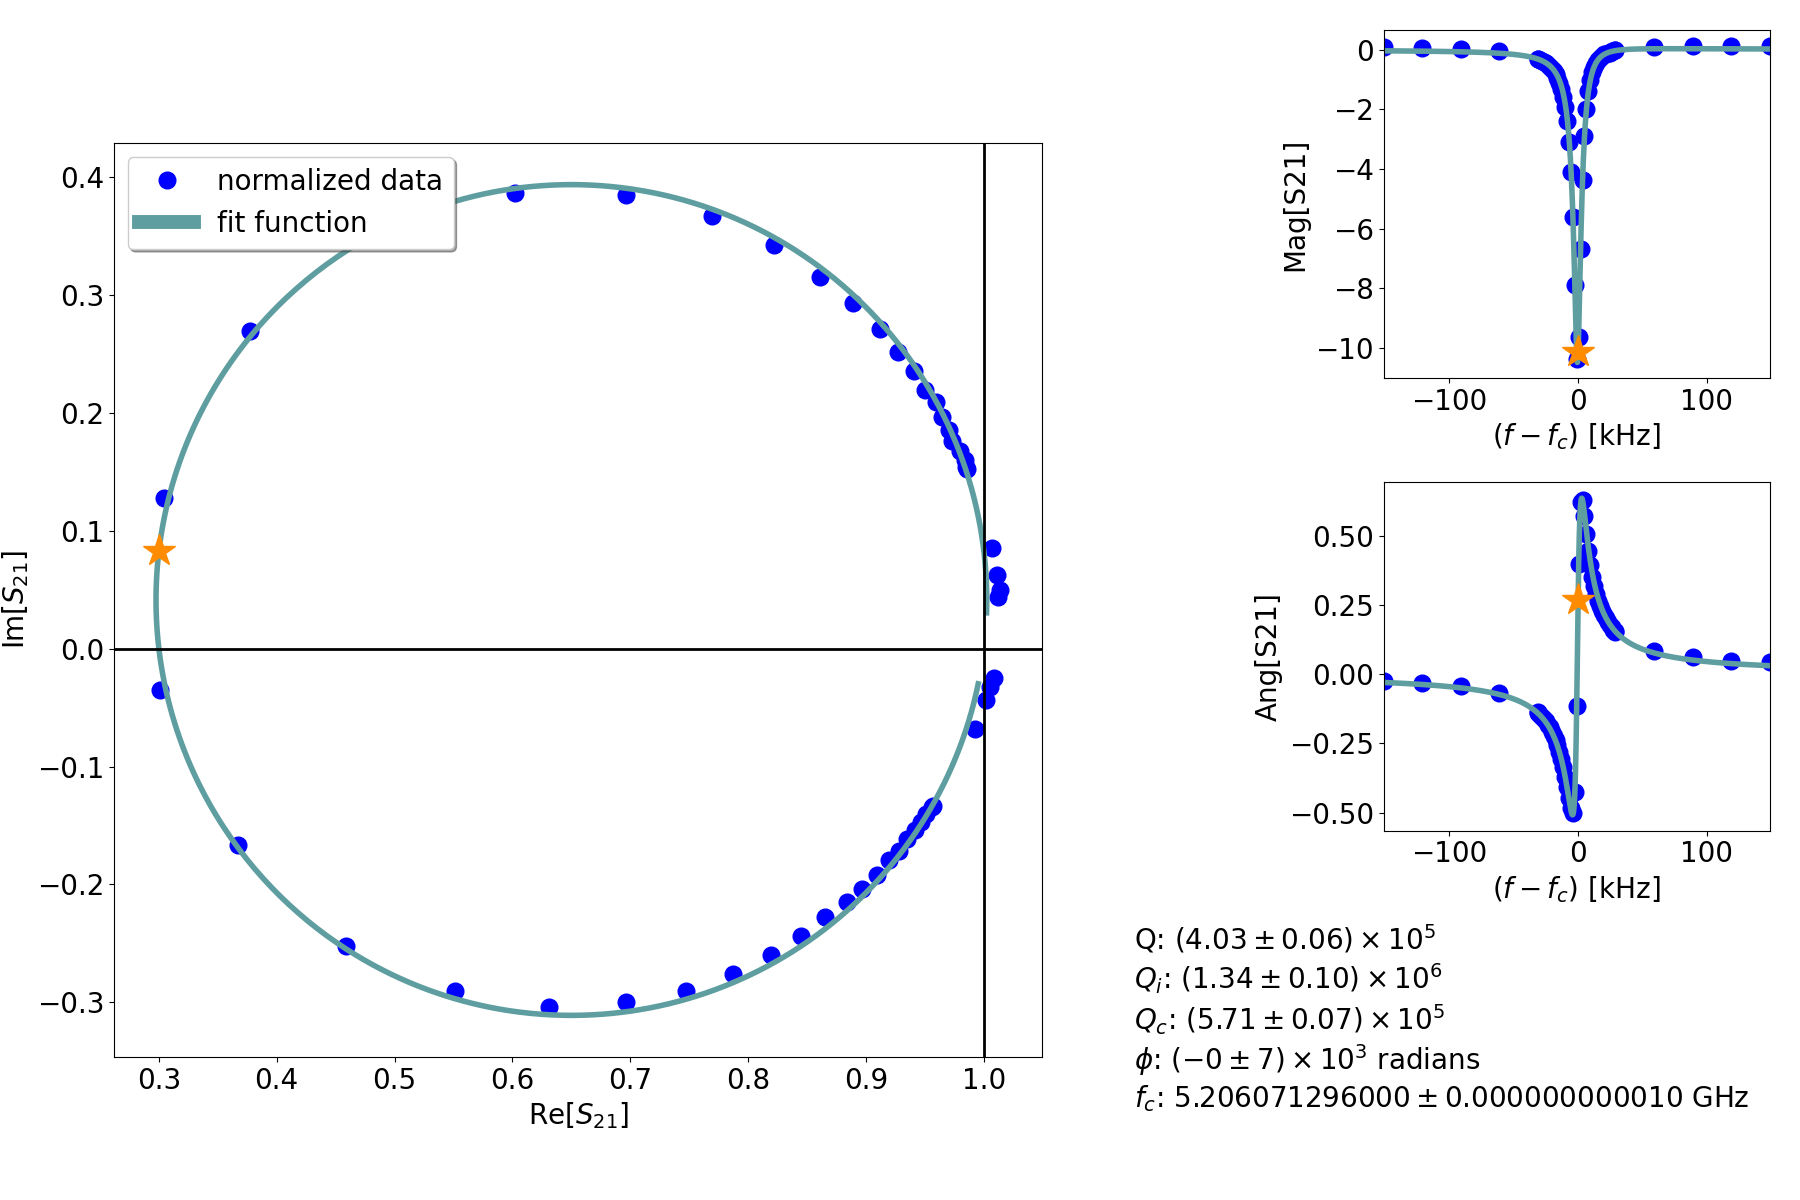 normalized data
fit function
0.4
0.3
0.2
0.1
0.0
−0.1
−0.2
−0.3
Im[S21]
0.3 0.4 0.5 0.6 0.7 0.8 0.9 1.0
Re[S21]
0
−2
−4
−6
−8
−10
Mag[S21]
−100 0 100
(f − fc) [kHz]
0.50
0.25
0.00
−0.25
−0.50
Ang[S21]
−100 0 100
(f − fc) [kHz]
Q: (4.03 ± 0.06) × 10^5
Qi: (1.34 ± 0.10) × 10^6
Qc: (5.71 ± 0.07) × 10^5
ϕ: (−0 ± 7) × 10^3 radians
fc: 5.206071296000 ± 0.000000000010 GHz